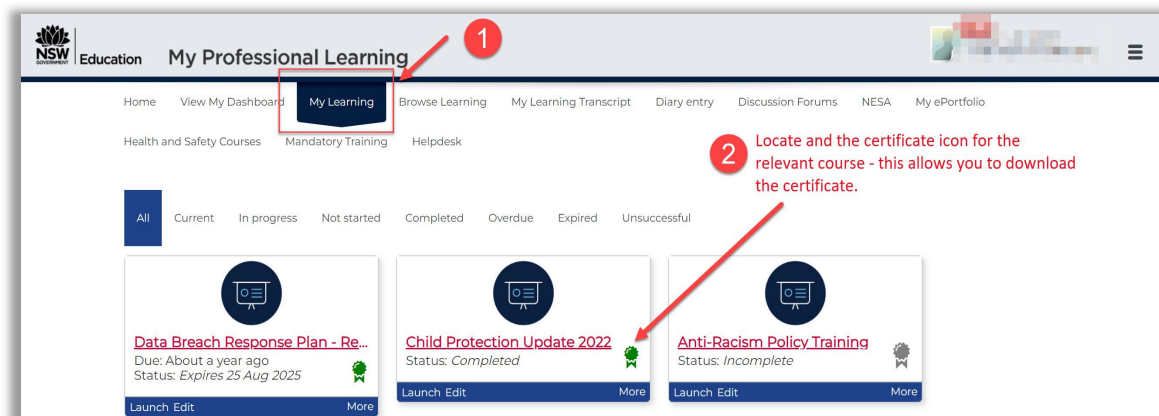 NSW
GOVERNMENT
Education
My Professional Learning
1
Home View My Dashboard My Learning Browse Learning My Learning Transcript Diary entry Discussion Forums NESA My ePortfolio
Health and Safety Courses Mandatory Training Helpdesk
2
Locate and the certificate icon for the
relevant course - this allows you to download
the certificate.
All Current In progress Not started Completed Overdue Expired Unsuccessful
Data Breach Response Plan - Re...
Due: About a year ago
Status: Expires 25 Aug 2025
Launch Edit More
Child Protection Update 2022
Status: Completed
Launch Edit More
Anti-Racism Policy Training
Status: Incomplete
Launch Edit More